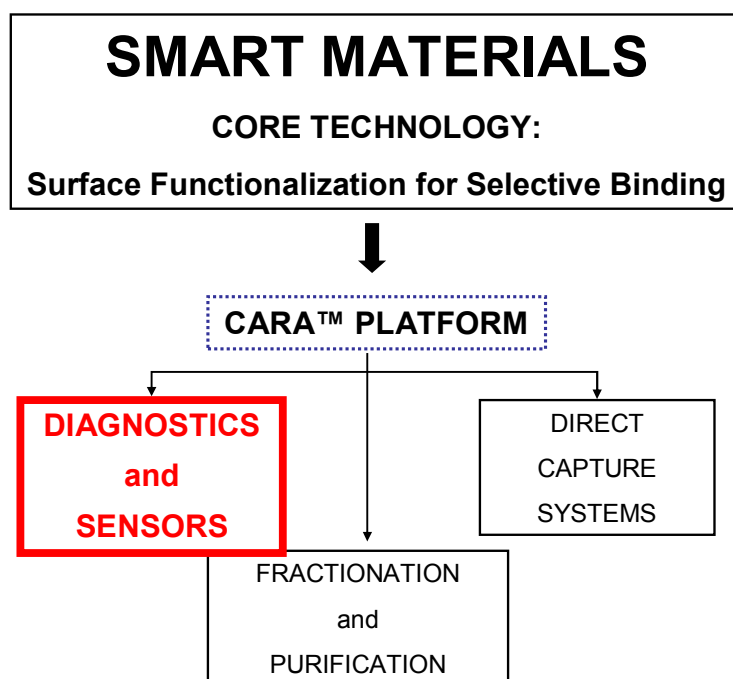 SMART MATERIALS
CORE TECHNOLOGY:
Surface Functionalization for Selective Binding
CARA™ PLATFORM
DIAGNOSTICS
and
SENSORS
DIRECT
CAPTURE
SYSTEMS
FRACTIONATION
and
PURIFICATION